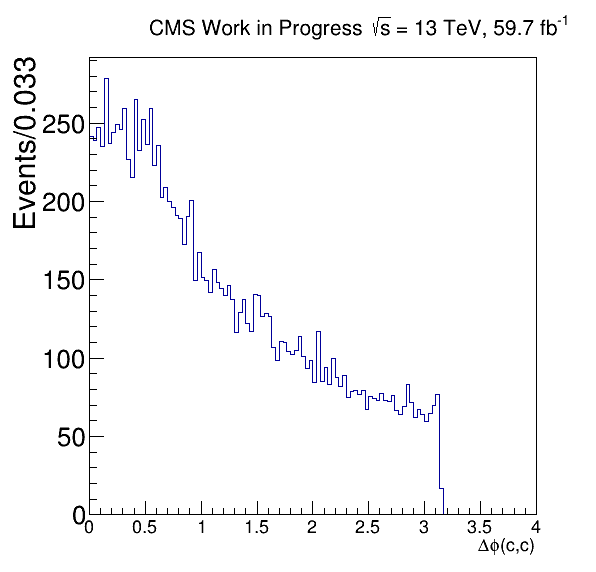 CMS Work in Progress √s = 13 TeV, 59.7 fb⁻¹
Events/0.033
250
200
150
100
50
0
0 0.5 1 1.5 2 2.5 3 3.5 4
Δϕ(c,c)